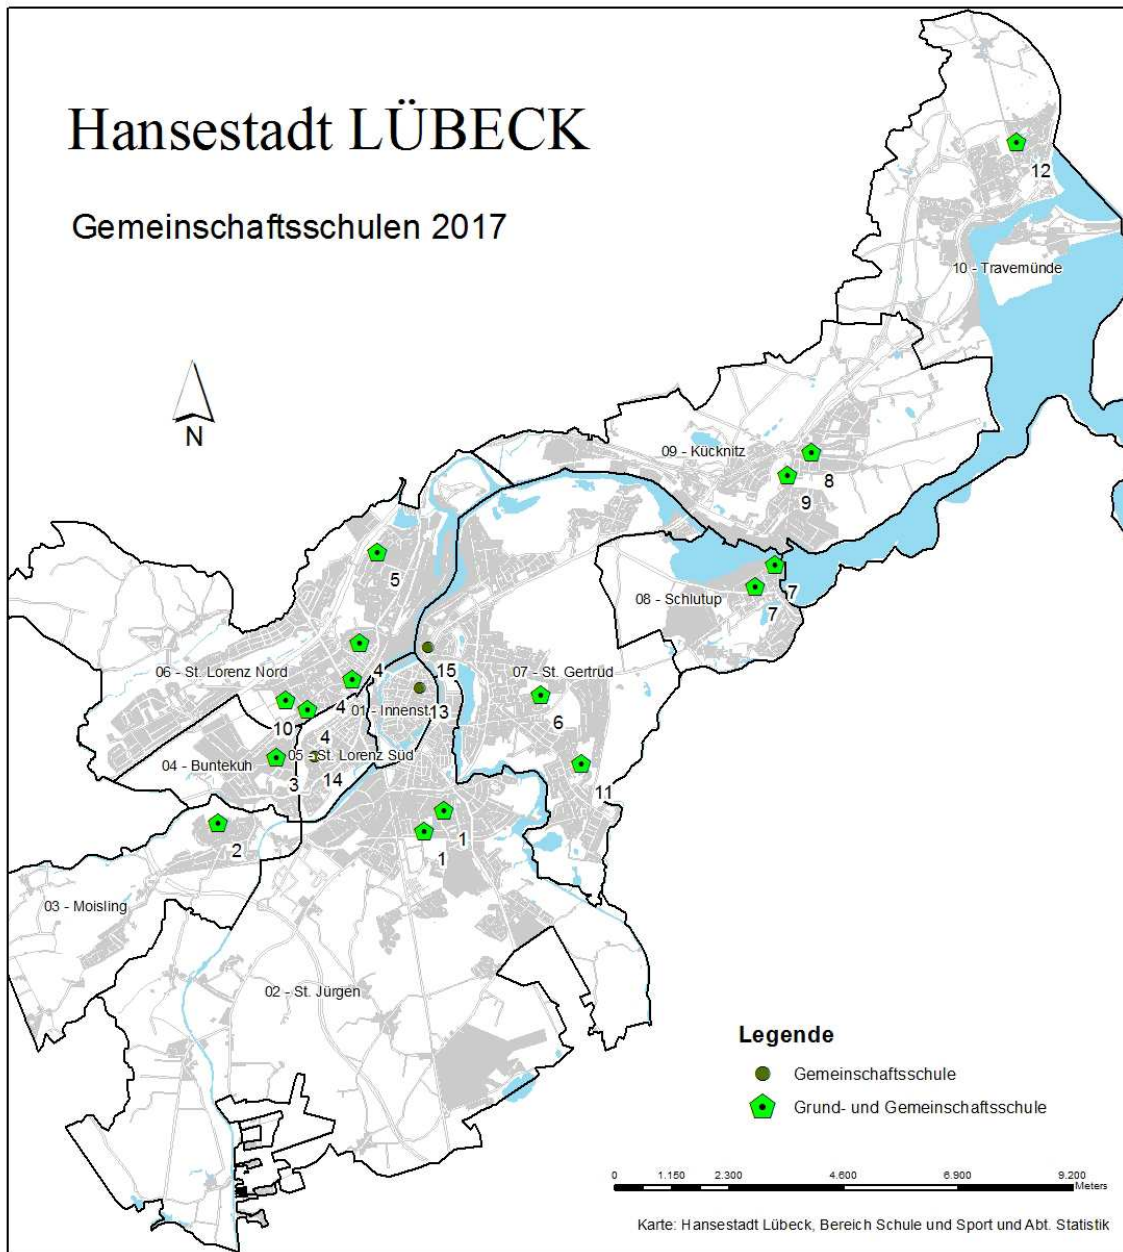 Hansestadt LÜBECK
Gemeinschaftsschulen 2017
12
10 - Travemünde
N
09 - Kücknitz
8
9
5
7
08 - Schlutup
7
06 - St. Lorenz Nord
4
15
07 - St. Gertrud
4
01 - Innenst
13
10
6
4
05 - St. Lorenz Süd
04 - Buntekuh
3
14
11
2
1
1
03 - Moisling
02 - St. Jürgen
Legende
Gemeinschaftsschule
Grund- und Gemeinschaftsschule
0 1.150 2.300 4.600 6.900 9.200
Meters
Karte: Hansestadt Lübeck, Bereich Schule und Sport und Abt. Statistik